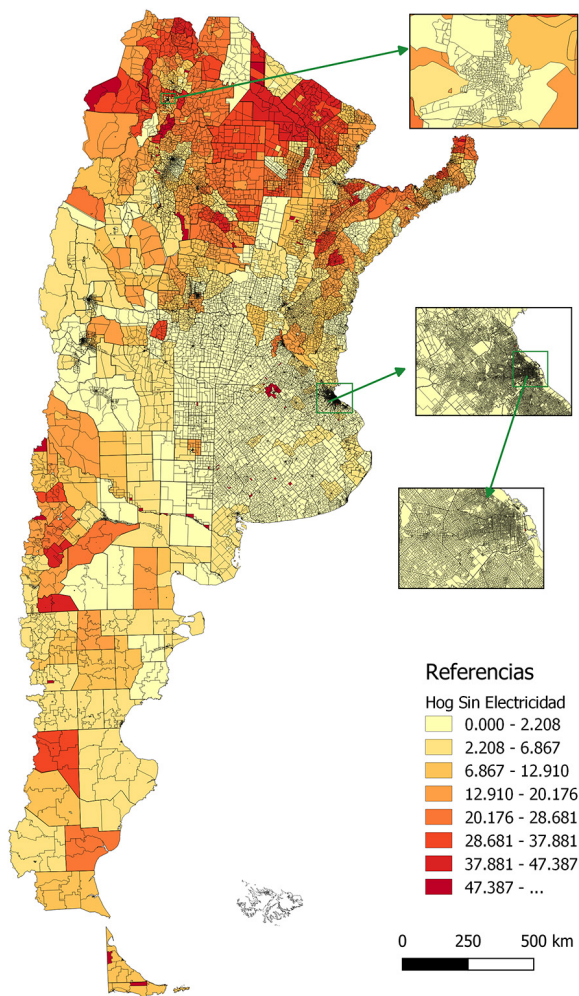 Referencias
Hog Sin Electricidad
0.000 - 2.208
2.208 - 6.867
6.867 - 12.910
12.910 - 20.176
20.176 - 28.681
28.681 - 37.881
37.881 - 47.387
47.387 - ...
0 250 500 km